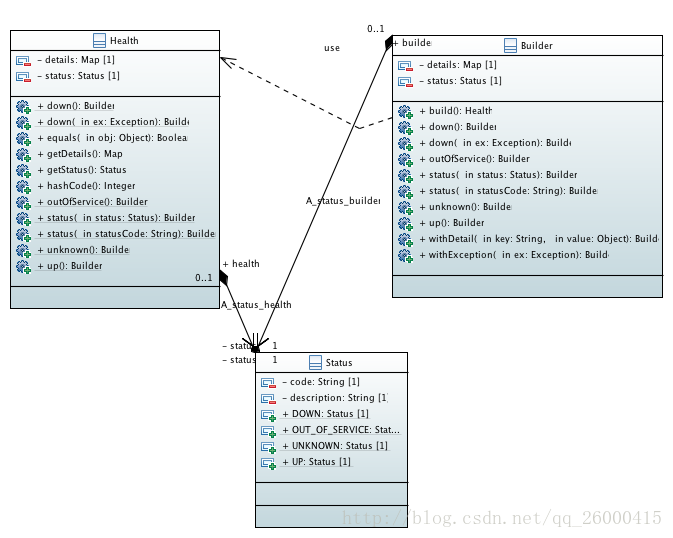 Health
- details: Map [1]
- status: Status [1]
+ down(): Builder
+ down( in ex: Exception): Builde
+ equals( in obj: Object): Boolea
+ getDetails(): Map
+ getStatus(): Status
+ hashCode(): Integer
+ outOfService(): Builder
+ status( in status: Status): Builder
+ status( in statusCode: String): Builde
+ unknown(): Builde
+ up(): Builder
use
0..1
+ builde
Builder
- details: Map [1]
- status: Status [1]
+ build(): Health
+ down(): Builder
+ down( in ex: Exception): Builde
+ outOfService(): Builder
+ status( in status: Status): Builder
+ status( in statusCode: String): Builde
+ unknown(): Builde
+ up(): Builder
+ withDetail( in key: String, in value: Object): Build
+ withException( in ex: Exception): Build
A_status_builder
+ health
0..1
A_status_health
- statu 1
- status 1
Status
- code: String [1]
- description: String [1]
+ DOWN: Status [1]
+ OUT_OF_SERVICE: Stat...
+ UNKNOWN: Status [1]
+ UP: Status [1]
http://blog.csdn.net/qq_26000415